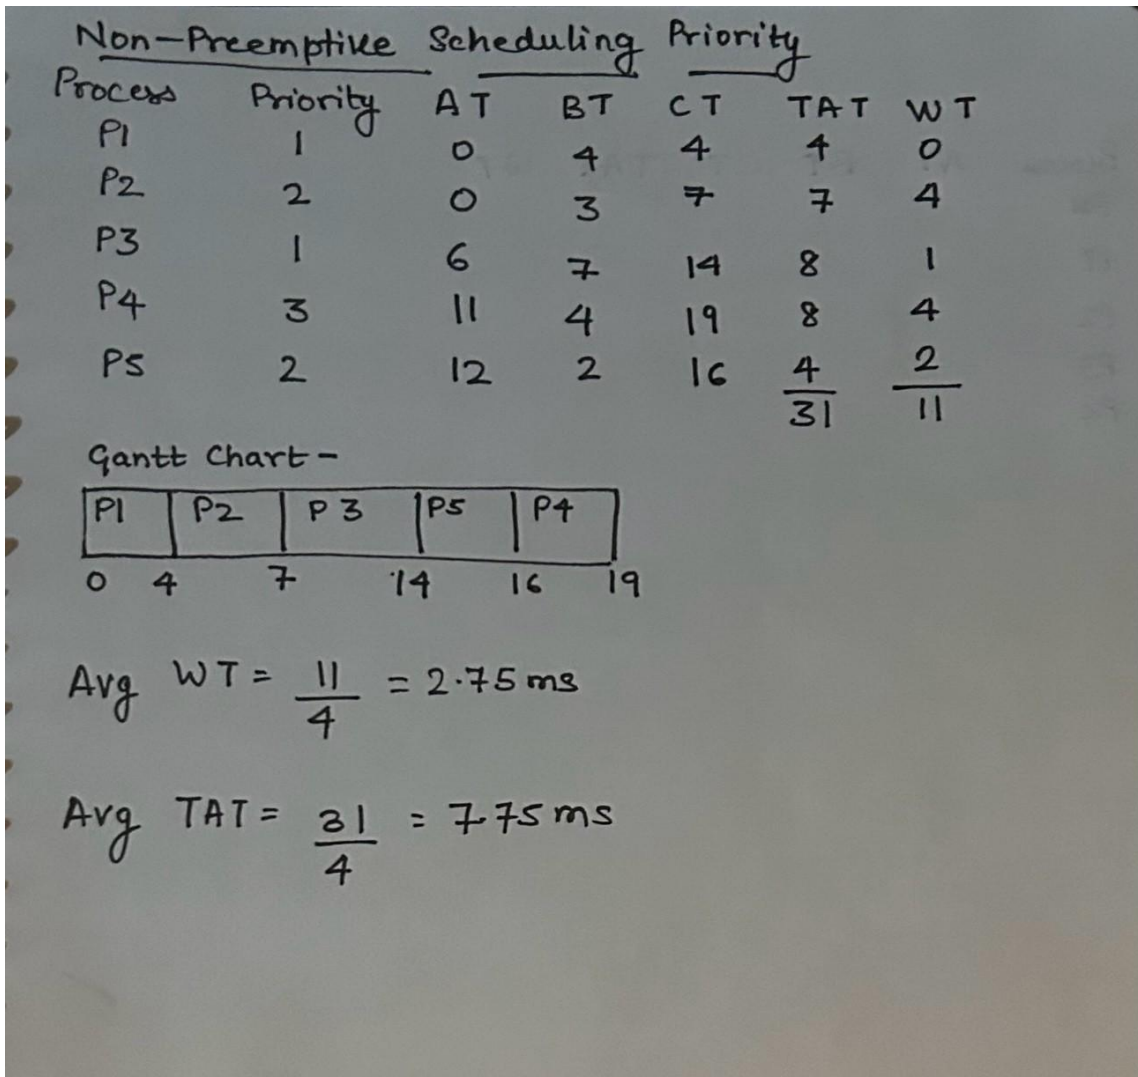 Non-Preemptive Scheduling Priority
Process Priority AT BT CT TAT WT
P1 1 0 4 4 4 0
P2 2 0 3 7 7 4
P3 1 6 7 14 8 1
P4 3 11 4 19 8 4
P5 2 12 2 16 4 2
31 11
Gantt Chart -
P1 P2 P3 P5 P4
0 4 7 14 16 19
Avg WT = 11/4 = 2.75 ms
Avg TAT = 31/4 = 7.75 ms